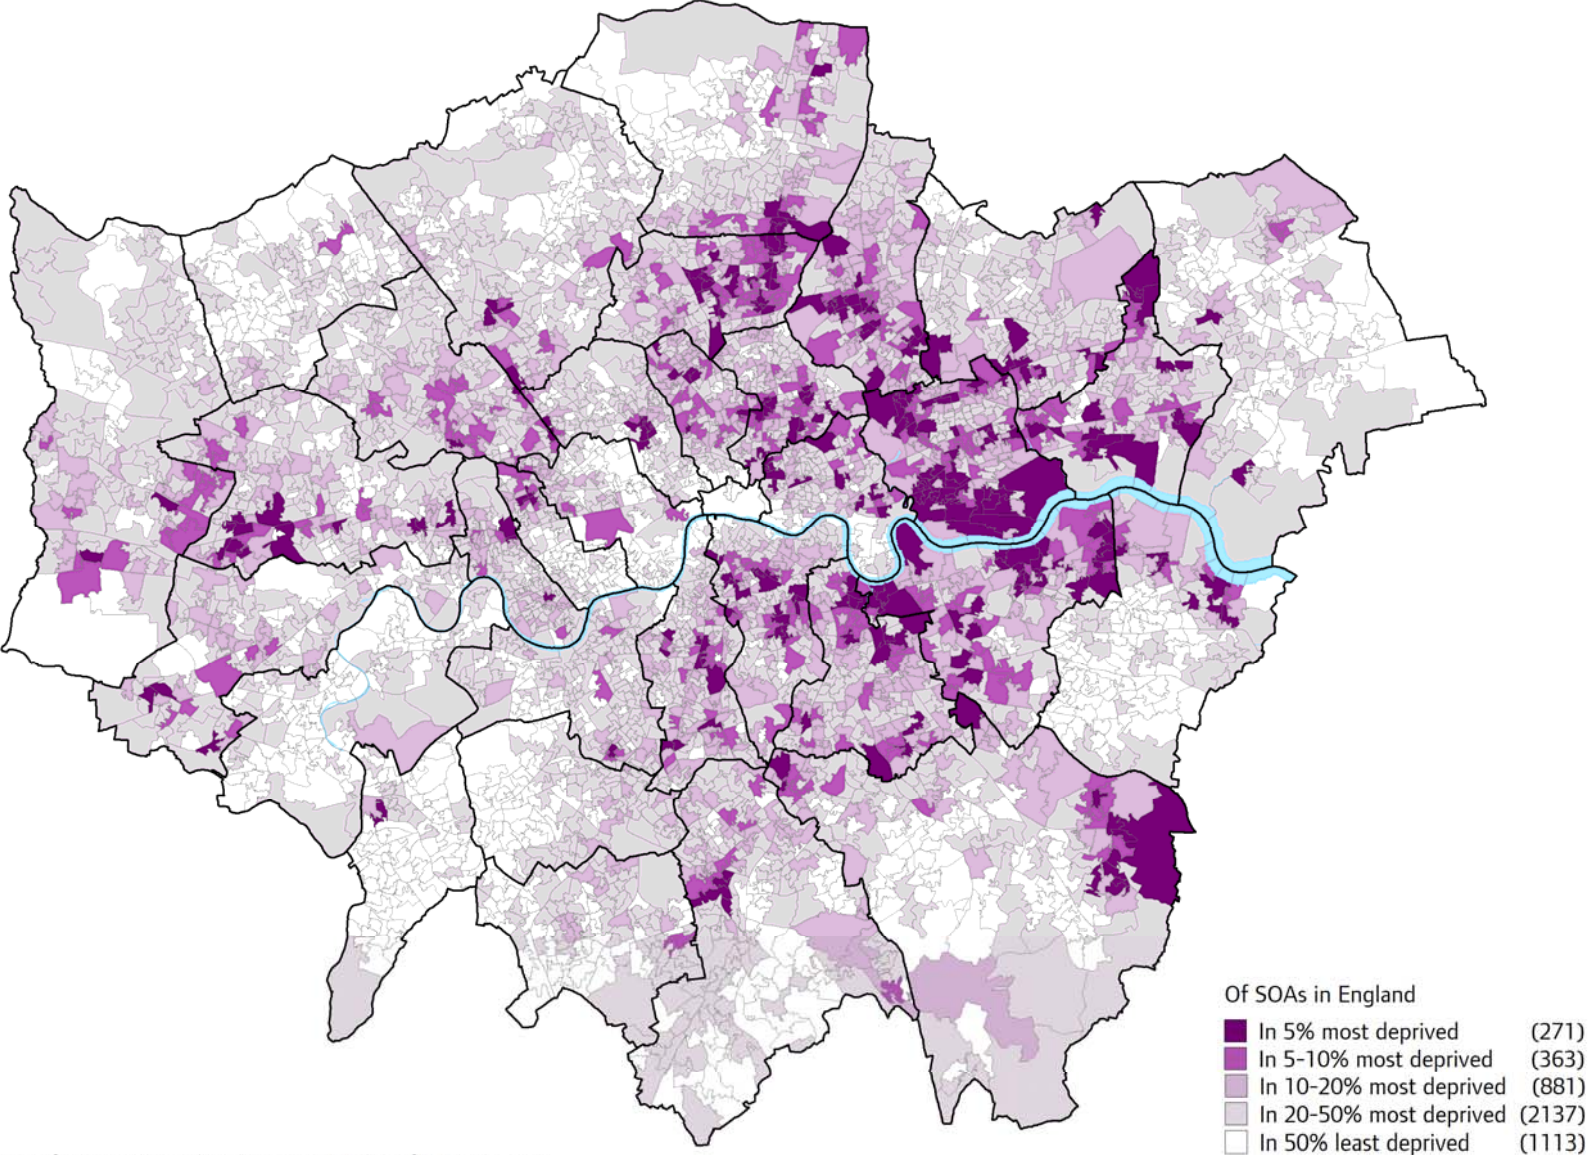 Of SOAs in England
In 5% most deprived (271)
In 5-10% most deprived (363)
In 10-20% most deprived (881)
In 20-50% most deprived (2137)
In 50% least deprived (1113)